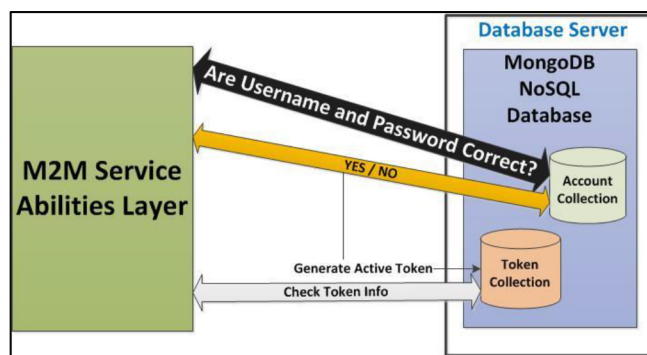 Database Server
MongoDB
NoSQL
Database
Are Username and Password Correct?
M2M Service
Abilities Layer
YES / NO
Account
Collection
Generate Active Token
Token
Collection
Check Token Info